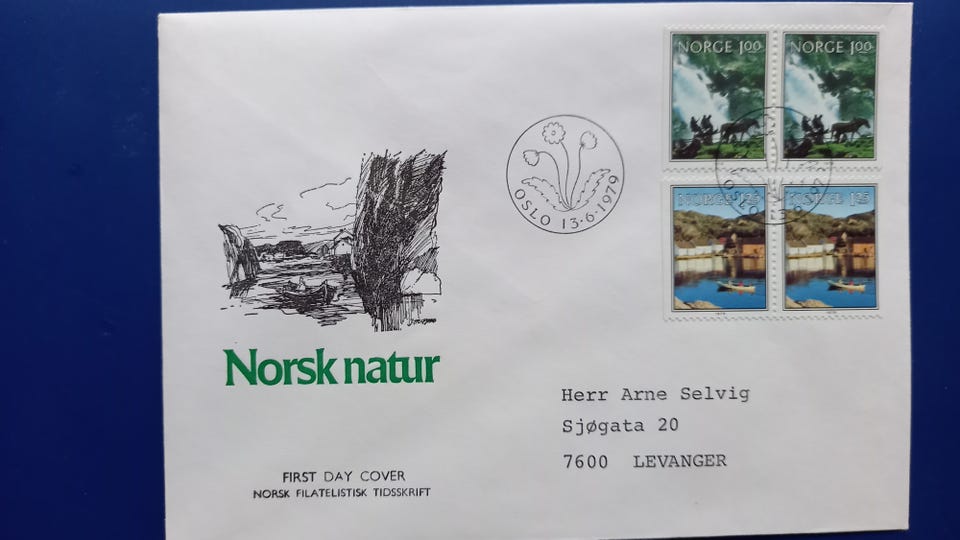 NORGE 1.00
NORGE 1.00
OSLO 13·6·1979
NORGE 1.25
NORGE 1.25
Norsk natur
Herr Arne Selvig
Sjøgata 20
7600 LEVANGER
FIRST DAY COVER
NORSK FILATELISTISK TIDSSKRIFT